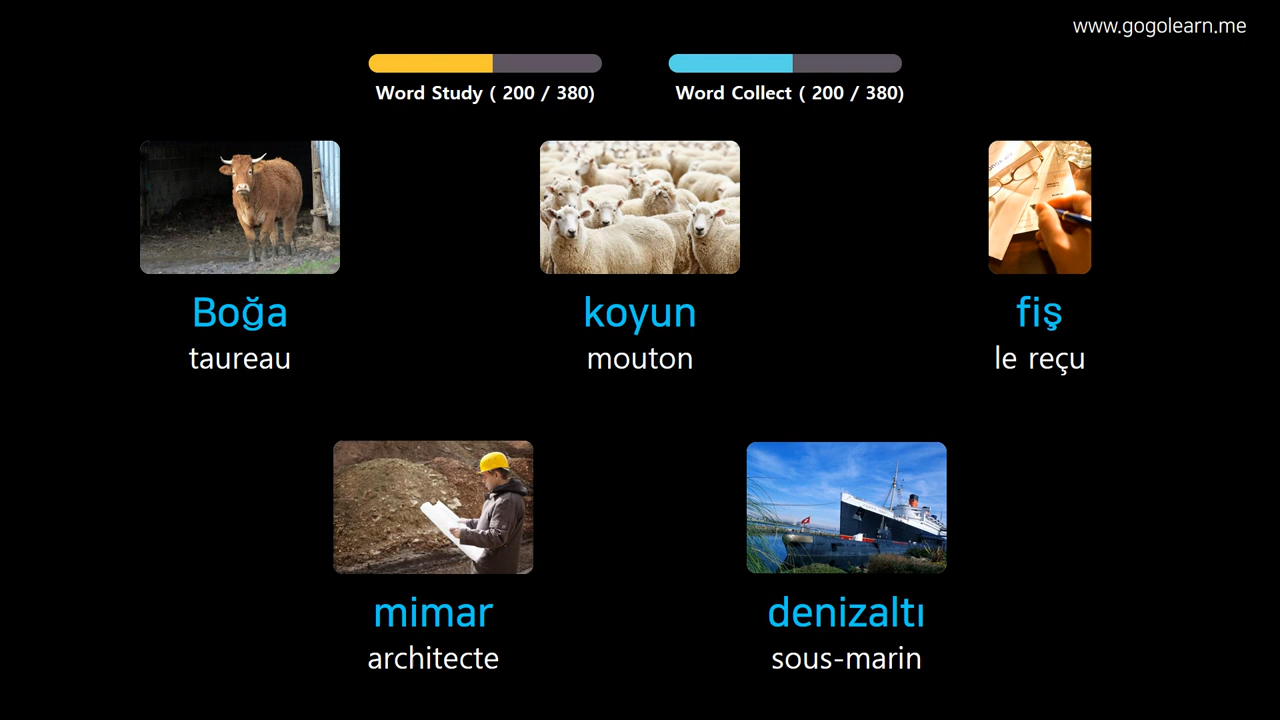 www.gogolearn.me
Word Study ( 200 / 380)
Word Collect ( 200 / 380)
Boğa
taureau
koyun
mouton
fiş
le reçu
mimar
architecte
denizaltı
sous-marin